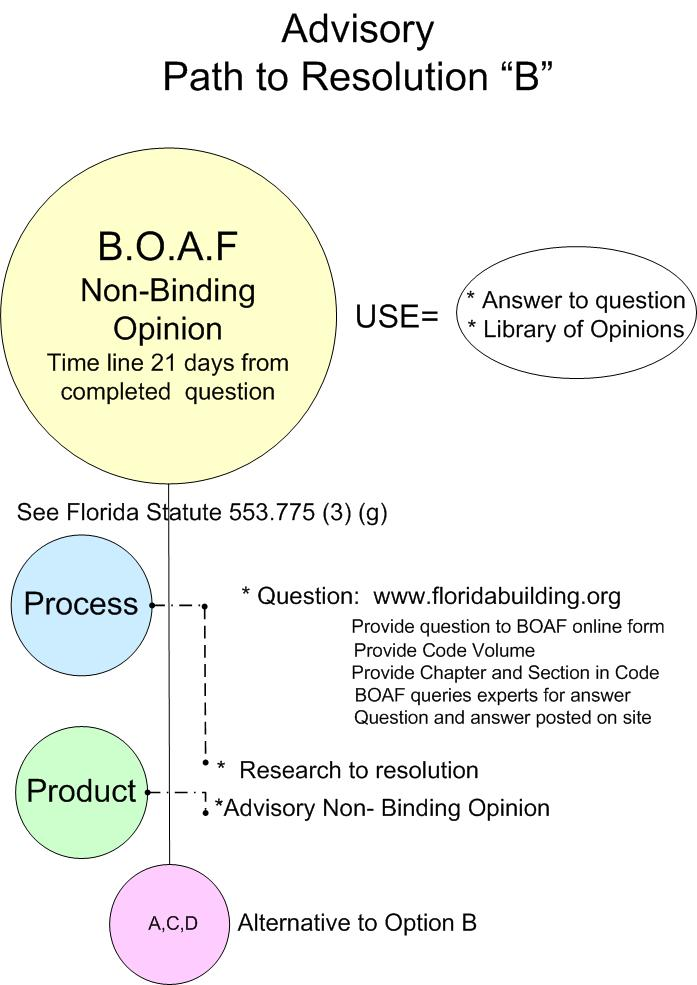 Advisory
Path to Resolution “B”
B.O.A.F
Non-Binding
Opinion
Time line 21 days from
completed question
USE=
* Answer to question
* Library of Opinions
See Florida Statute 553.775 (3) (g)
Process
* Question: www.floridabuilding.org
Provide question to BOAF online form
Provide Code Volume
Provide Chapter and Section in Code
BOAF queries experts for answer
Question and answer posted on site
* Research to resolution
Product
*Advisory Non- Binding Opinion
A,C,D
Alternative to Option B